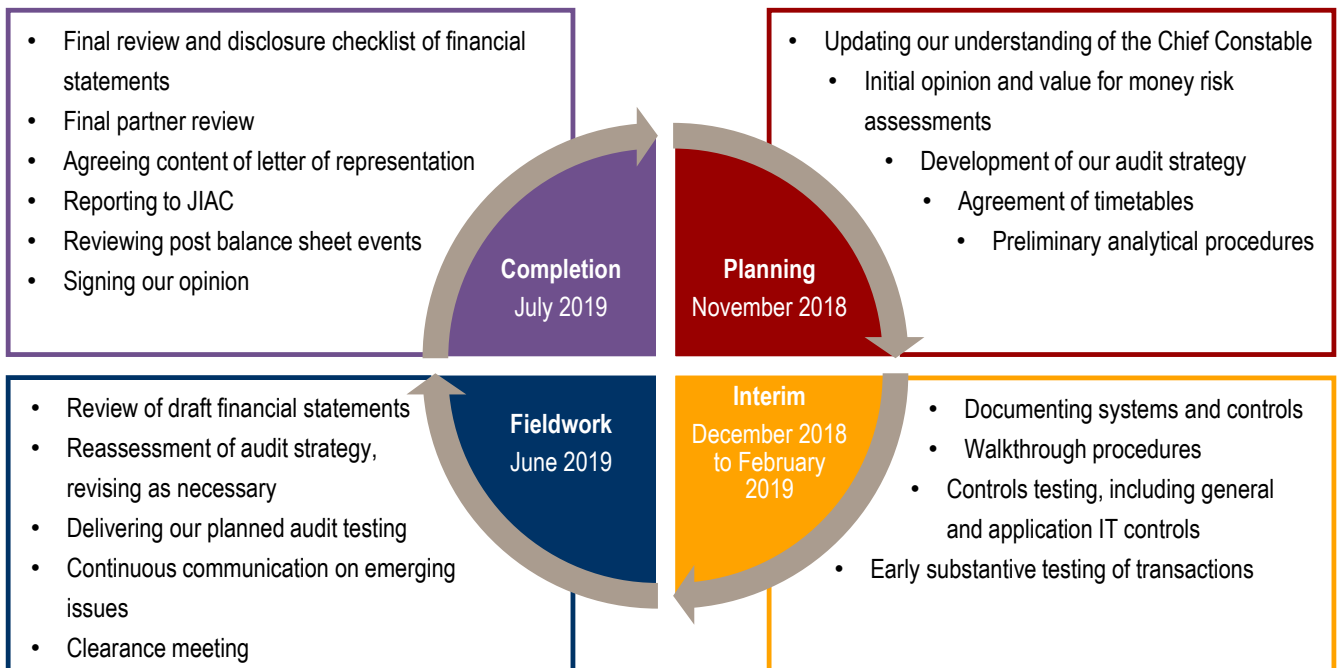 • Final review and disclosure checklist of financial
statements
• Final partner review
• Agreeing content of letter of representation
• Reporting to JIAC
• Reviewing post balance sheet events
• Signing our opinion
• Updating our understanding of the Chief Constable
• Initial opinion and value for money risk
assessments
• Development of our audit strategy
• Agreement of timetables
• Preliminary analytical procedures
Completion
July 2019
Planning
November 2018
Fieldwork
June 2019
Interim
December 2018
to February
2019
• Review of draft financial statements
• Reassessment of audit strategy,
revising as necessary
• Delivering our planned audit testing
• Continuous communication on emerging
issues
• Clearance meeting
• Documenting systems and controls
• Walkthrough procedures
• Controls testing, including general
and application IT controls
• Early substantive testing of transactions